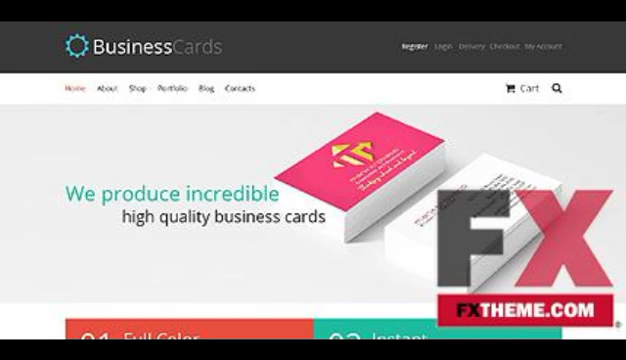 BusinessCards
Register Login Delivery Checkout My Account
Home About Shop Portfolio Blog Contacts
Cart
We produce incredible
high quality business cards
FX
FXTHEME.COM
®
01 Full Color
02 Instant